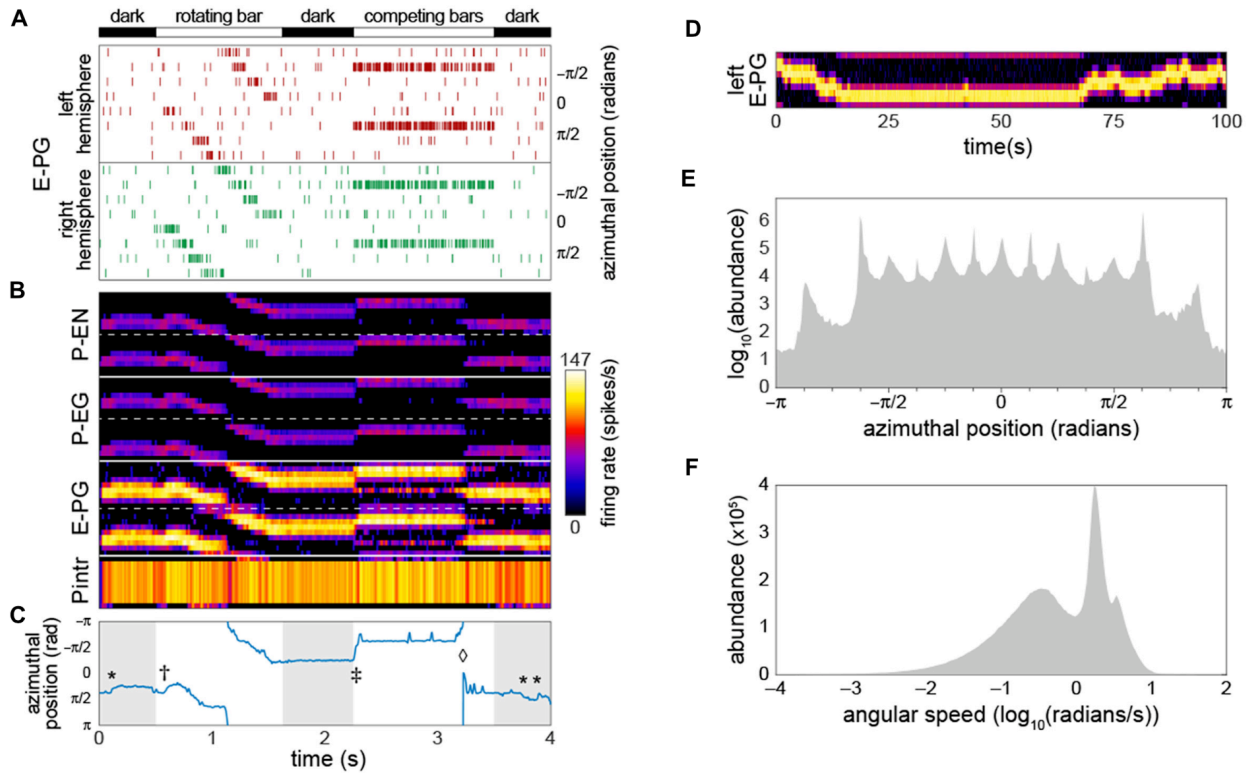 A
dark rotating bar dark competing bars dark
E-PG
left hemisphere
right hemisphere
−π/2
0
π/2
−π/2
0
π/2
azimuthal position (radians)
B
P-EN
P-EG
E-PG
Pintr
147
0
firing rate (spikes/s)
C
azimuthal position (rad)
−π
−π/2
0
π/2
π
* † ‡ ◊ * *
0 1 2 3 4
time (s)
D
left E-PG
0 25 50 75 100
time(s)
E
log10(abundance)
6
5
4
3
2
1
0
−π −π/2 0 π/2 π
azimuthal position (radians)
F
abundance (x10⁵)
4
3
2
1
0
−4 −3 −2 −1 0 1 2
angular speed (log10(radians/s))